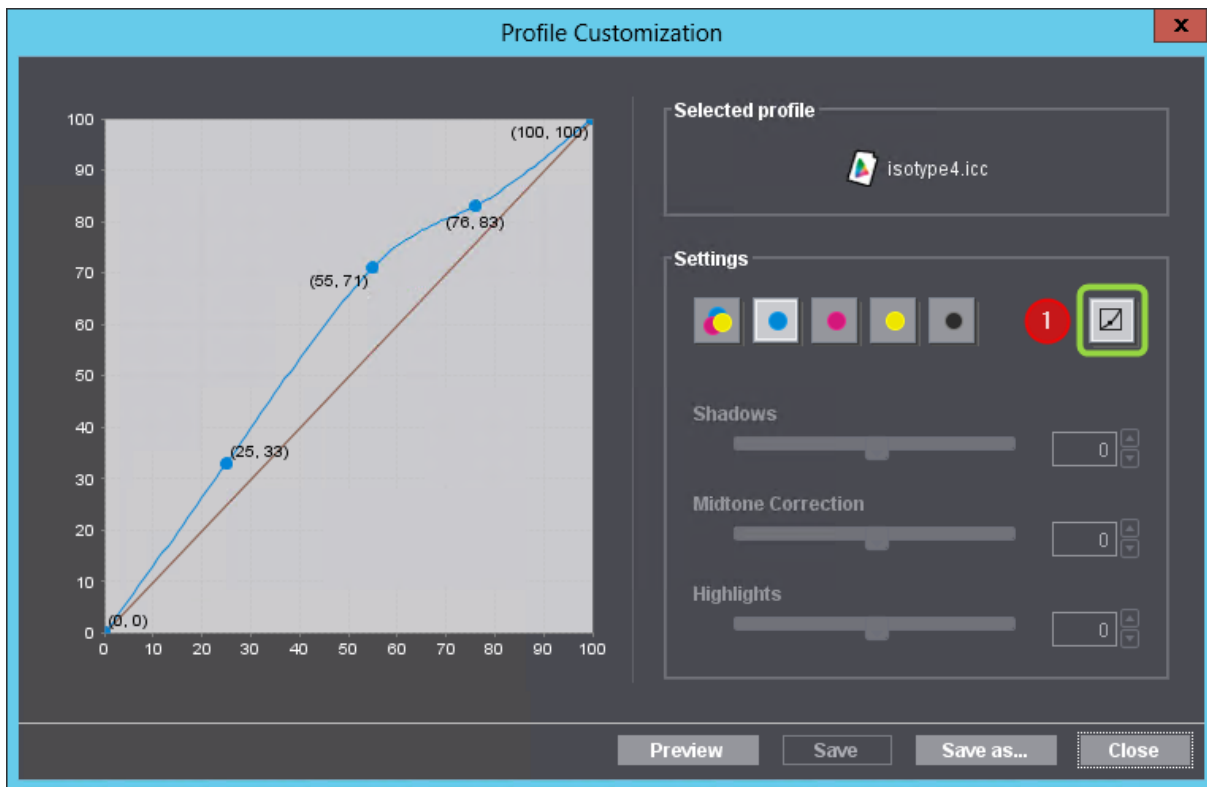 Profile Customization
x
100
90
80
70
60
50
40
30
20
10
0
0 10 20 30 40 50 60 70 80 90 100
(100, 100)
(76, 83)
(55, 71)
(25, 33)
(0, 0)
Selected profile
isotype4.icc
Settings
1
Shadows
0
Midtone Correction
0
Highlights
0
Preview Save Save as... Close